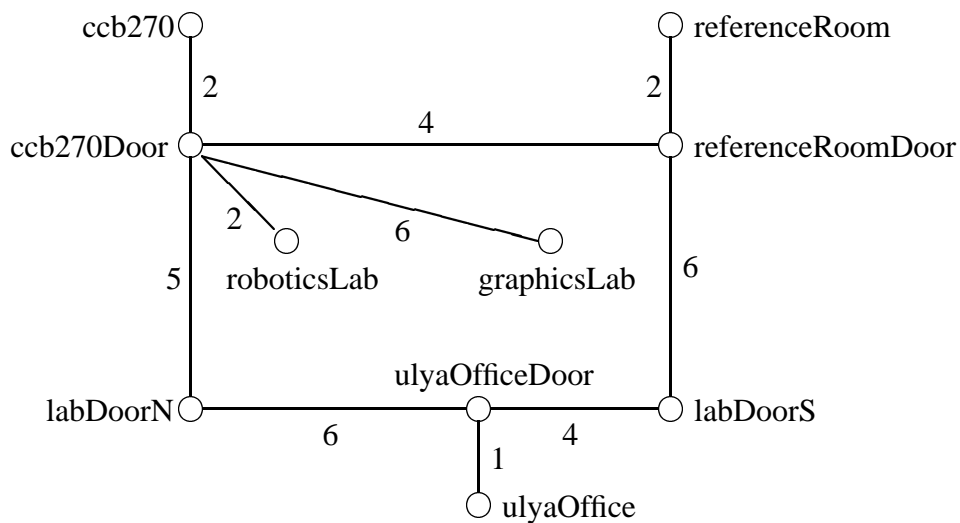 ccb270
referenceRoom
2
2
4
ccb270Door
referenceRoomDoor
2
6
5
roboticsLab
graphicsLab
6
ulyaOfficeDoor
labDoorN
labDoorS
6
4
1
ulyaOffice